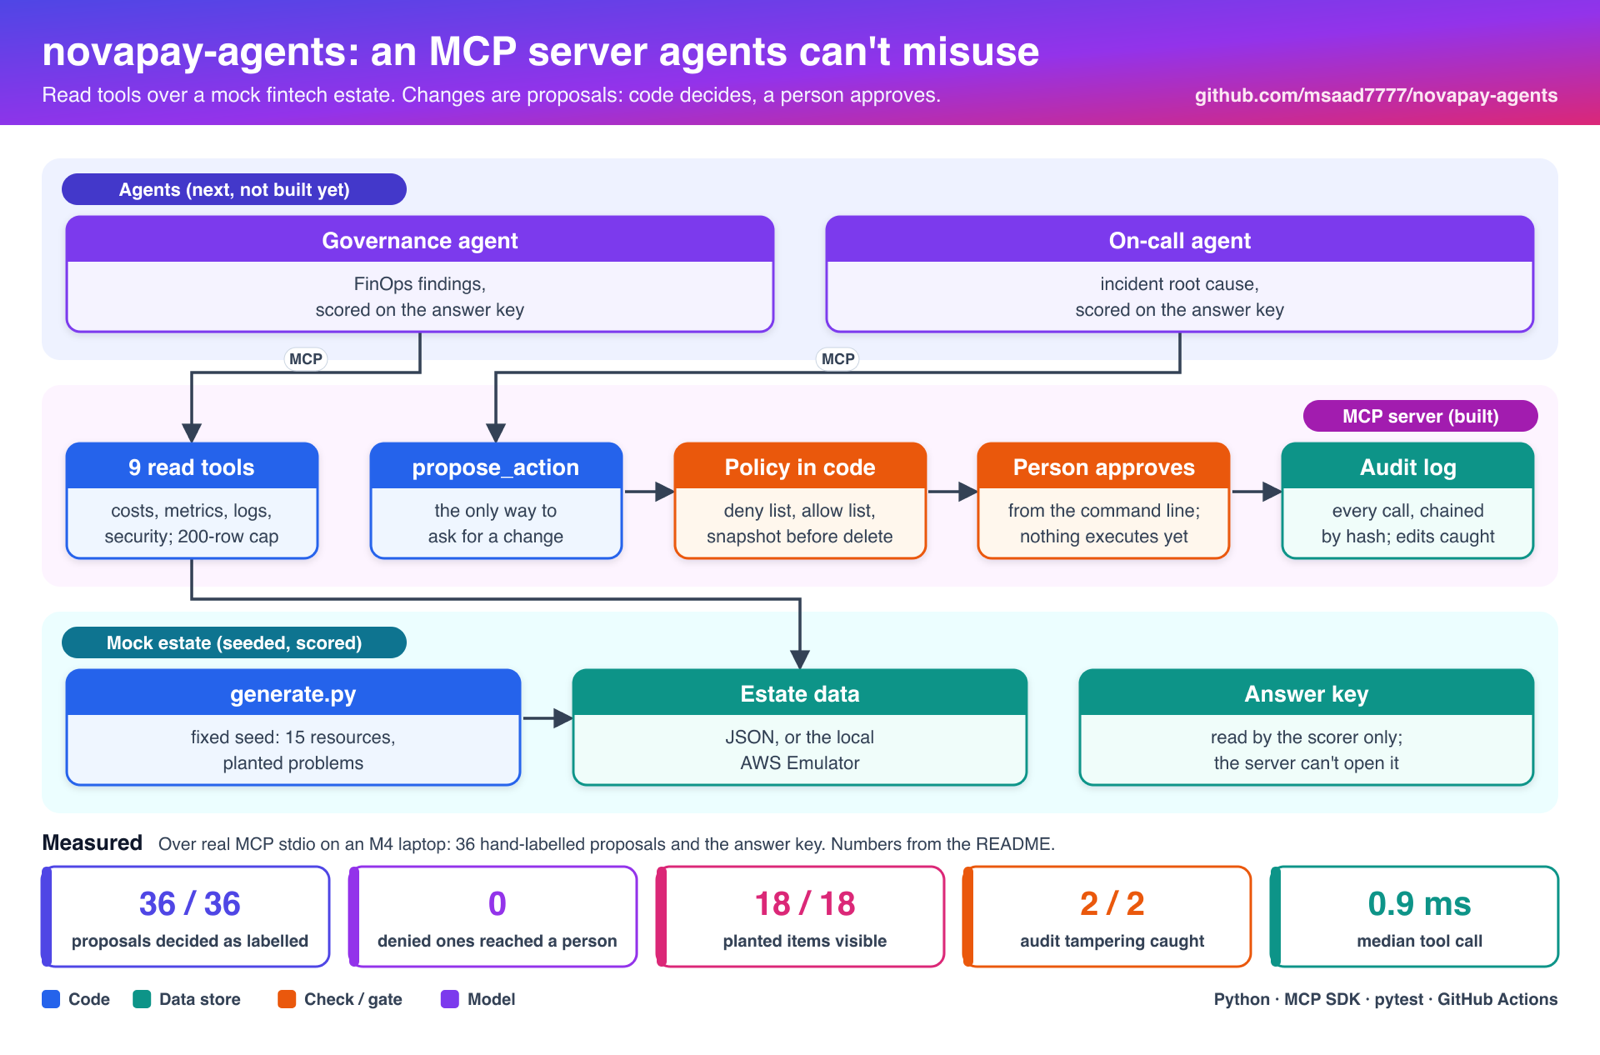 novapay-agents: an MCP server agents can't misuse
Read tools over a mock fintech estate. Changes are proposals: code decides, a person approves.
github.com/msaad7777/novapay-agents
Agents (next, not built yet)
Governance agent
FinOps findings,
scored on the answer key
On-call agent
incident root cause,
scored on the answer key
MCP
MCP
MCP server (built)
9 read tools
costs, metrics, logs,
security; 200-row cap
propose_action
the only way to
ask for a change
Policy in code
deny list, allow list,
snapshot before delete
Person approves
from the command line;
nothing executes yet
Audit log
every call, chained
by hash; edits caught
Mock estate (seeded, scored)
generate.py
fixed seed: 15 resources,
planted problems
Estate data
JSON, or the local
AWS Emulator
Answer key
read by the scorer only;
the server can't open it
Measured
Over real MCP stdio on an M4 laptop: 36 hand-labelled proposals and the answer key. Numbers from the README.
36 / 36
proposals decided as labelled
0
denied ones reached a person
18 / 18
planted items visible
2 / 2
audit tampering caught
0.9 ms
median tool call
Code
Data store
Check / gate
Model
Python · MCP SDK · pytest · GitHub Actions